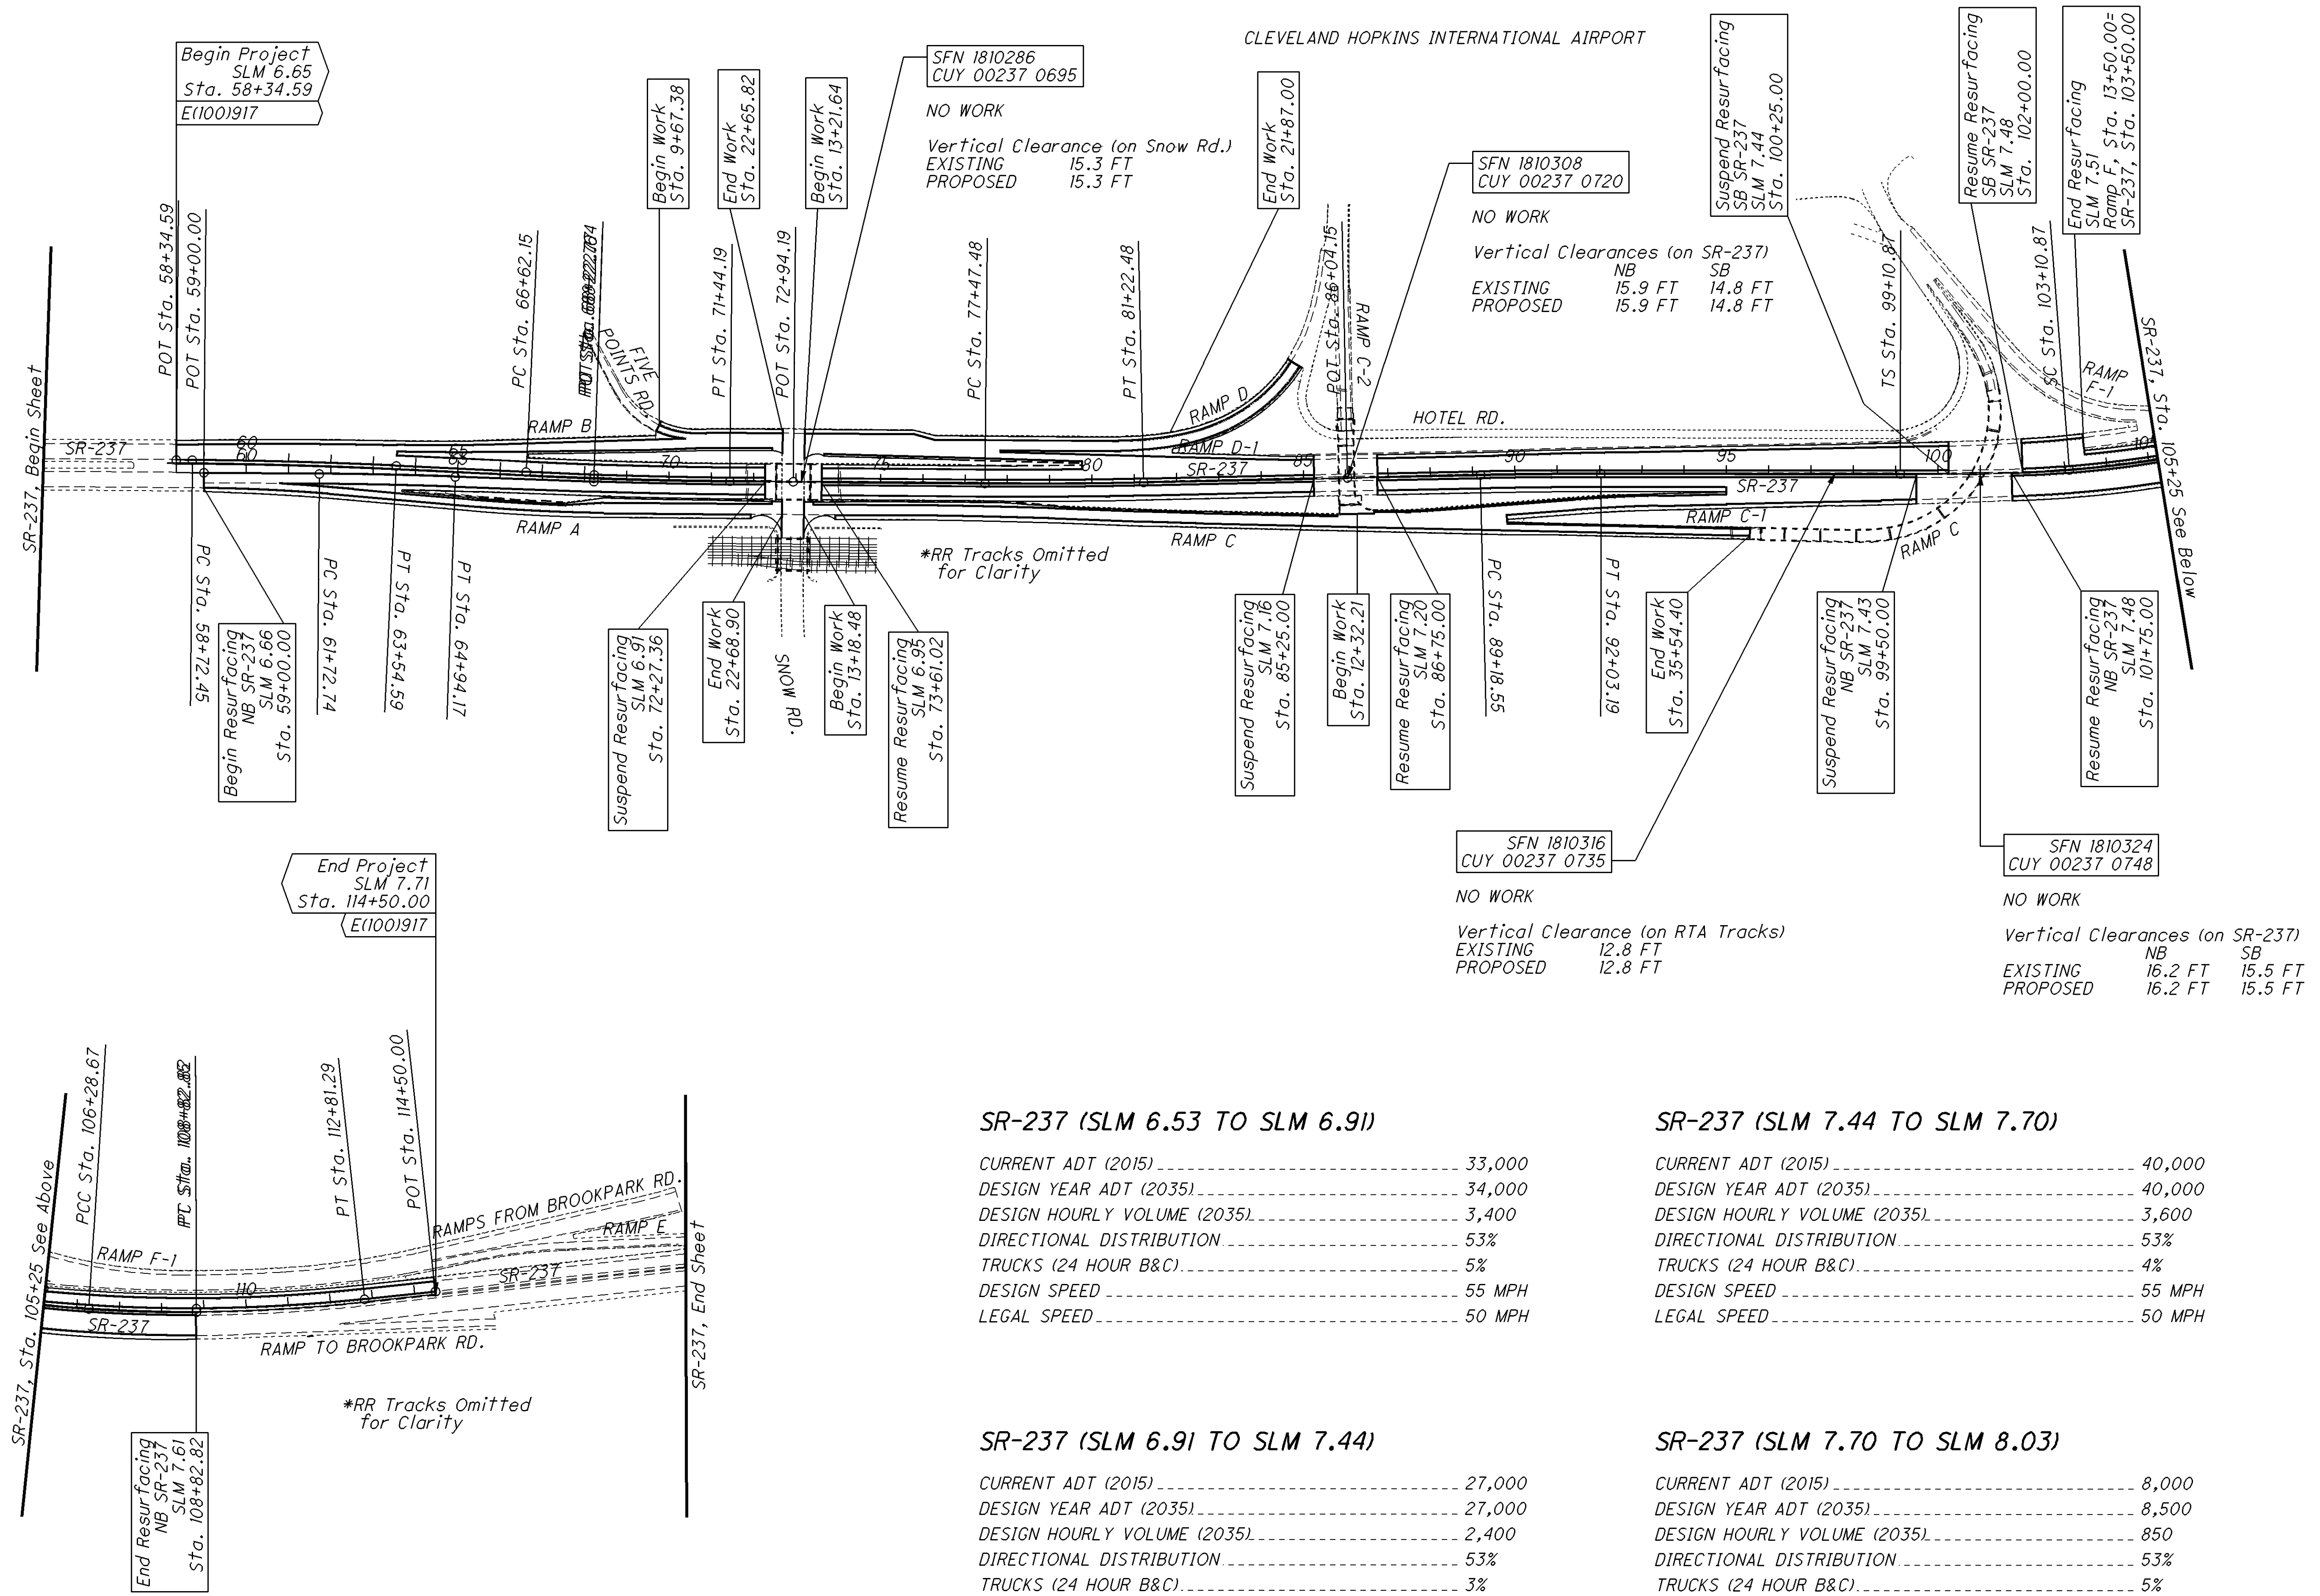 CLEVELAND HOPKINS INTERNATIONAL AIRPORT
Begin Project
SLM 6.65
Sta. 58+34.59
E(100)917
SFN 1810286
CUY 00237 0695
NO WORK
Vertical Clearance (on Snow Rd.)
EXISTING 15.3 FT
PROPOSED 15.3 FT
Begin Work
Sta. 9+67.38
End Work
Sta. 22+65.82
Begin Work
Sta. 13+21.64
End Work
Sta. 21+87.00
SFN 1810308
CUY 00237 0720
NO WORK
Vertical Clearances (on SR-237)
NB SB
EXISTING 15.9 FT 14.8 FT
PROPOSED 15.9 FT 14.8 FT
Suspend Resurfacing
SB SR-237
SLM 7.44
Sta. 100+25.00
Resume Resurfacing
SB SR-237
SLM 7.48
Sta. 102+00.00
End Resurfacing
SLM 7.51
Ramp F, Sta. 13+50.00=
SR-237, Sta. 103+50.00
POT Sta. 58+34.59
POT Sta. 59+00.00
PC Sta. 66+62.15
PT Sta. 71+44.19
POT Sta. 72+94.19
PC Sta. 77+47.48
PT Sta. 81+22.48
POT Sta. 86+04.15
TS Sta. 99+10.87
SC Sta. 103+10.87
SR-237, Begin Sheet
SR-237
60
60
65
65
70
75
80
85
90
95
100
RAMP B
FIVE
POINTS RD.
RAMP D
RAMP D-1
SR-237
RAMP C-2
HOTEL RD.
SR-237
RAMP
F-1
RAMP A
RAMP C
RAMP C-1
RAMP C
SNOW RD.
*RR Tracks Omitted
for Clarity
SR-237, Sta. 105+25 See Below
PC Sta. 58+72.45
PC Sta. 61+72.74
PT Sta. 63+54.59
PT Sta. 64+94.17
PC Sta. 89+18.55
PT Sta. 92+03.19
Begin Resurfacing
NB SR-237
SLM 6.66
Sta. 59+00.00
Suspend Resurfacing
SLM 6.91
Sta. 72+27.36
End Work
Sta. 22+68.90
Begin Work
Sta. 13+18.48
Resume Resurfacing
SLM 6.95
Sta. 73+61.02
Suspend Resurfacing
SLM 7.16
Sta. 85+25.00
Begin Work
Sta. 12+32.21
Resume Resurfacing
SLM 7.20
Sta. 86+75.00
End Work
Sta. 35+54.40
Suspend Resurfacing
NB SR-237
SLM 7.43
Sta. 99+50.00
Resume Resurfacing
NB SR-237
SLM 7.48
Sta. 101+75.00
SFN 1810316
CUY 00237 0735
NO WORK
Vertical Clearance (on RTA Tracks)
EXISTING 12.8 FT
PROPOSED 12.8 FT
SFN 1810324
CUY 00237 0748
NO WORK
Vertical Clearances (on SR-237)
NB SB
EXISTING 16.2 FT 15.5 FT
PROPOSED 16.2 FT 15.5 FT
End Project
SLM 7.71
Sta. 114+50.00
E(100)917
PCC Sta. 106+28.67
PT Sta. 112+81.29
POT Sta. 114+50.00
SR-237, Sta. 105+25 See Above
RAMP F-1
110
SR-237
RAMPS FROM BROOKPARK RD.
RAMP E
SR-237
RAMP TO BROOKPARK RD.
SR-237, End Sheet
*RR Tracks Omitted
for Clarity
End Resurfacing
NB SR-237
SLM 7.61
Sta. 108+82.82
SR-237 (SLM 6.53 TO SLM 6.91)
CURRENT ADT (2015) 33,000
DESIGN YEAR ADT (2035) 34,000
DESIGN HOURLY VOLUME (2035) 3,400
DIRECTIONAL DISTRIBUTION 53%
TRUCKS (24 HOUR B&C) 5%
DESIGN SPEED 55 MPH
LEGAL SPEED 50 MPH
SR-237 (SLM 7.44 TO SLM 7.70)
CURRENT ADT (2015) 40,000
DESIGN YEAR ADT (2035) 40,000
DESIGN HOURLY VOLUME (2035) 3,600
DIRECTIONAL DISTRIBUTION 53%
TRUCKS (24 HOUR B&C) 4%
DESIGN SPEED 55 MPH
LEGAL SPEED 50 MPH
SR-237 (SLM 6.91 TO SLM 7.44)
CURRENT ADT (2015) 27,000
DESIGN YEAR ADT (2035) 27,000
DESIGN HOURLY VOLUME (2035) 2,400
DIRECTIONAL DISTRIBUTION 53%
TRUCKS (24 HOUR B&C) 3%
SR-237 (SLM 7.70 TO SLM 8.03)
CURRENT ADT (2015) 8,000
DESIGN YEAR ADT (2035) 8,500
DESIGN HOURLY VOLUME (2035) 850
DIRECTIONAL DISTRIBUTION 53%
TRUCKS (24 HOUR B&C) 5%